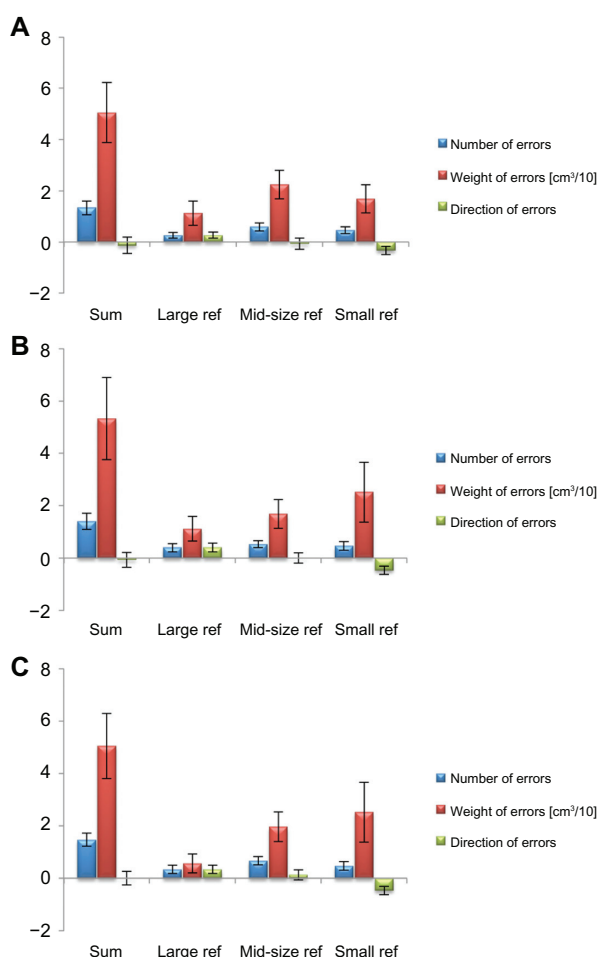 A
8
6
4
2
0
−2
Sum Large ref Mid-size ref Small ref
Number of errors
Weight of errors [cm³/10]
Direction of errors
B
8
6
4
2
0
−2
Sum Large ref Mid-size ref Small ref
Number of errors
Weight of errors [cm³/10]
Direction of errors
C
8
6
4
2
0
−2
Sum Large ref Mid-size ref Small ref
Number of errors
Weight of errors [cm³/10]
Direction of errors